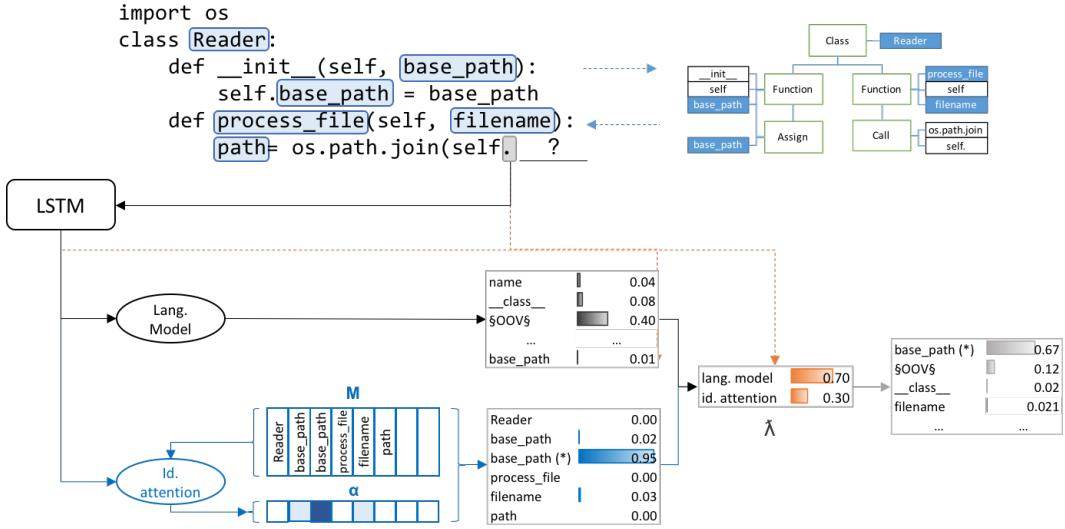 import os
class Reader:
def __init__(self, base_path):
self.base_path = base_path
def process_file(self, filename):
path= os.path.join(self. ?
Class
Reader
__init__
self
base_path
Function
Function
process_file
self
filename
base_path
Assign
Call
os.path.join
self.
LSTM
Lang.
Model
name 0.04
__class__ 0.08
§OOV§ 0.40
... ...
base_path 0.01
lang. model 0.70
id. attention 0.30
ƛ
base_path (*) 0.67
§OOV§ 0.12
__class__ 0.02
filename 0.021
... ...
M
Reader
base_path
base_path
process_file
filename
path
Id.
attention
α
Reader 0.00
base_path 0.02
base_path (*) 0.95
process_file 0.00
filename 0.03
path 0.00